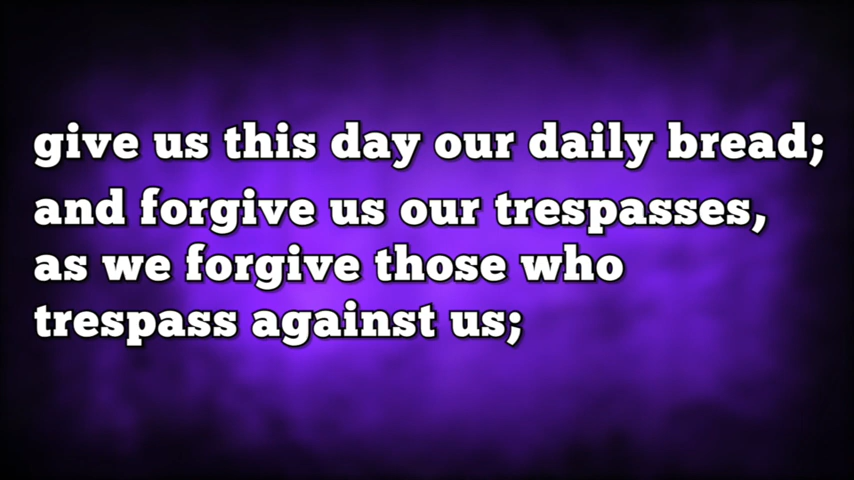 give us this day our daily bread;
and forgive us our trespasses,
as we forgive those who
trespass against us;